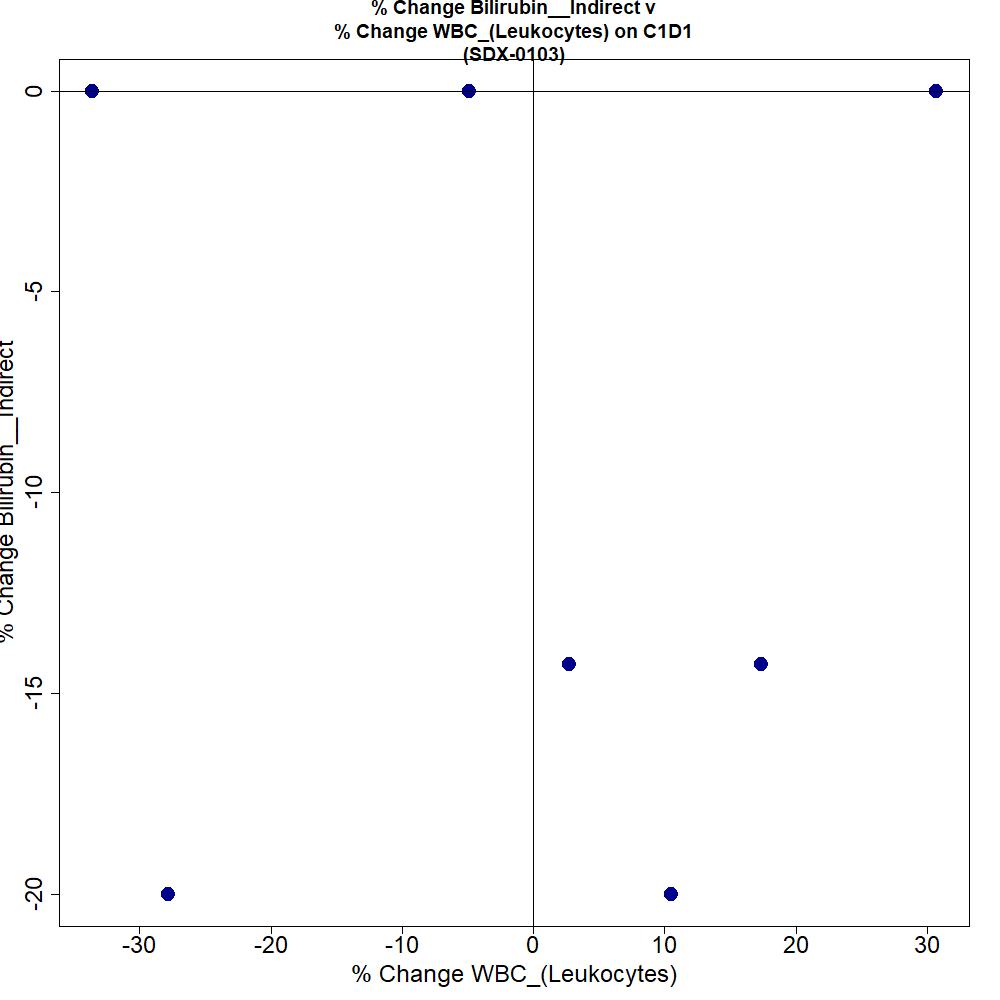 % Change Bilirubin__Indirect v
% Change WBC_(Leukocytes) on C1D1
(SDX-0103)
% Change Bilirubin__Indirect
0
-5
-10
-15
-20
-30
-20
-10
0
10
20
30
% Change WBC_(Leukocytes)